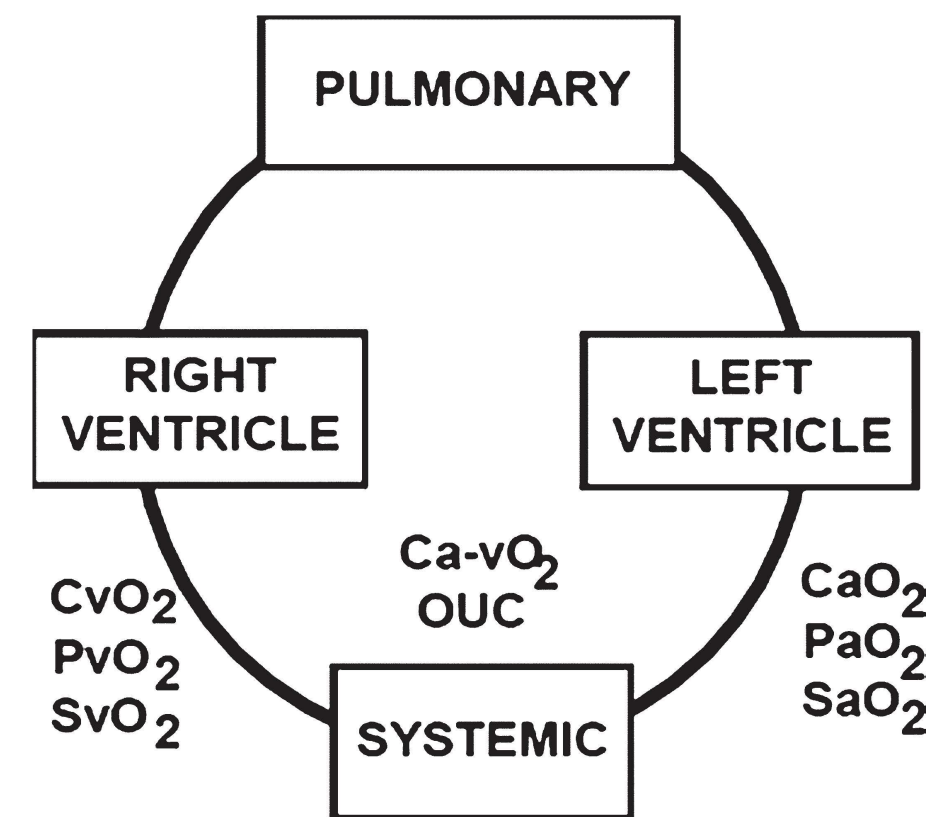 PULMONARY
RIGHT
VENTRICLE
LEFT
VENTRICLE
Ca-vO2
OUC
CvO2
PvO2
SvO2
CaO2
PaO2
SaO2
SYSTEMIC